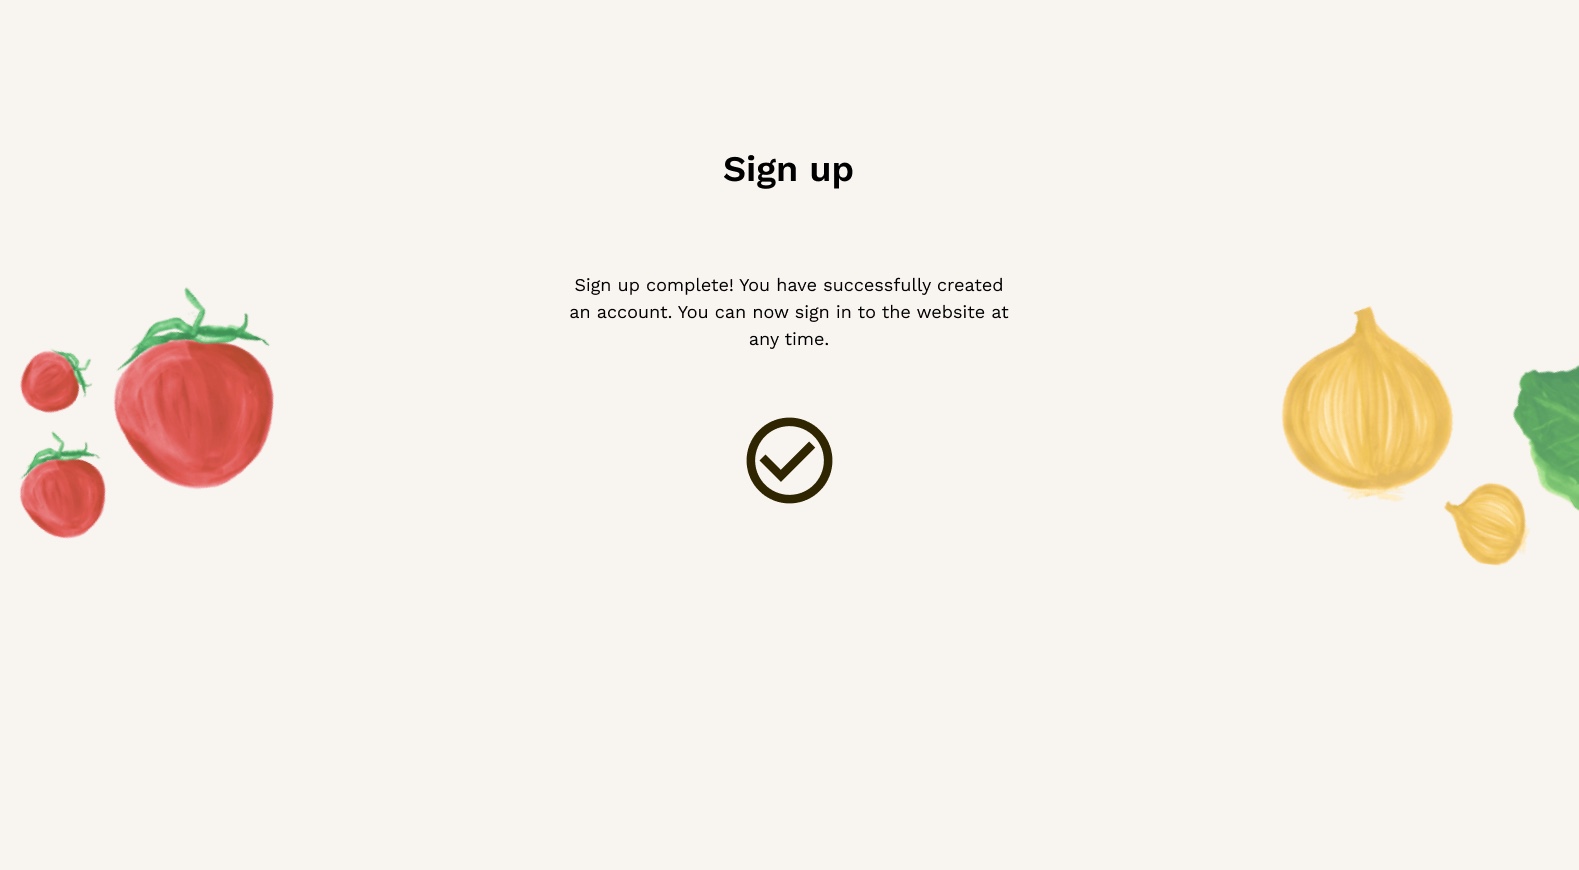 Sign up
Sign up complete! You have successfully created
an account. You can now sign in to the website at
any time.